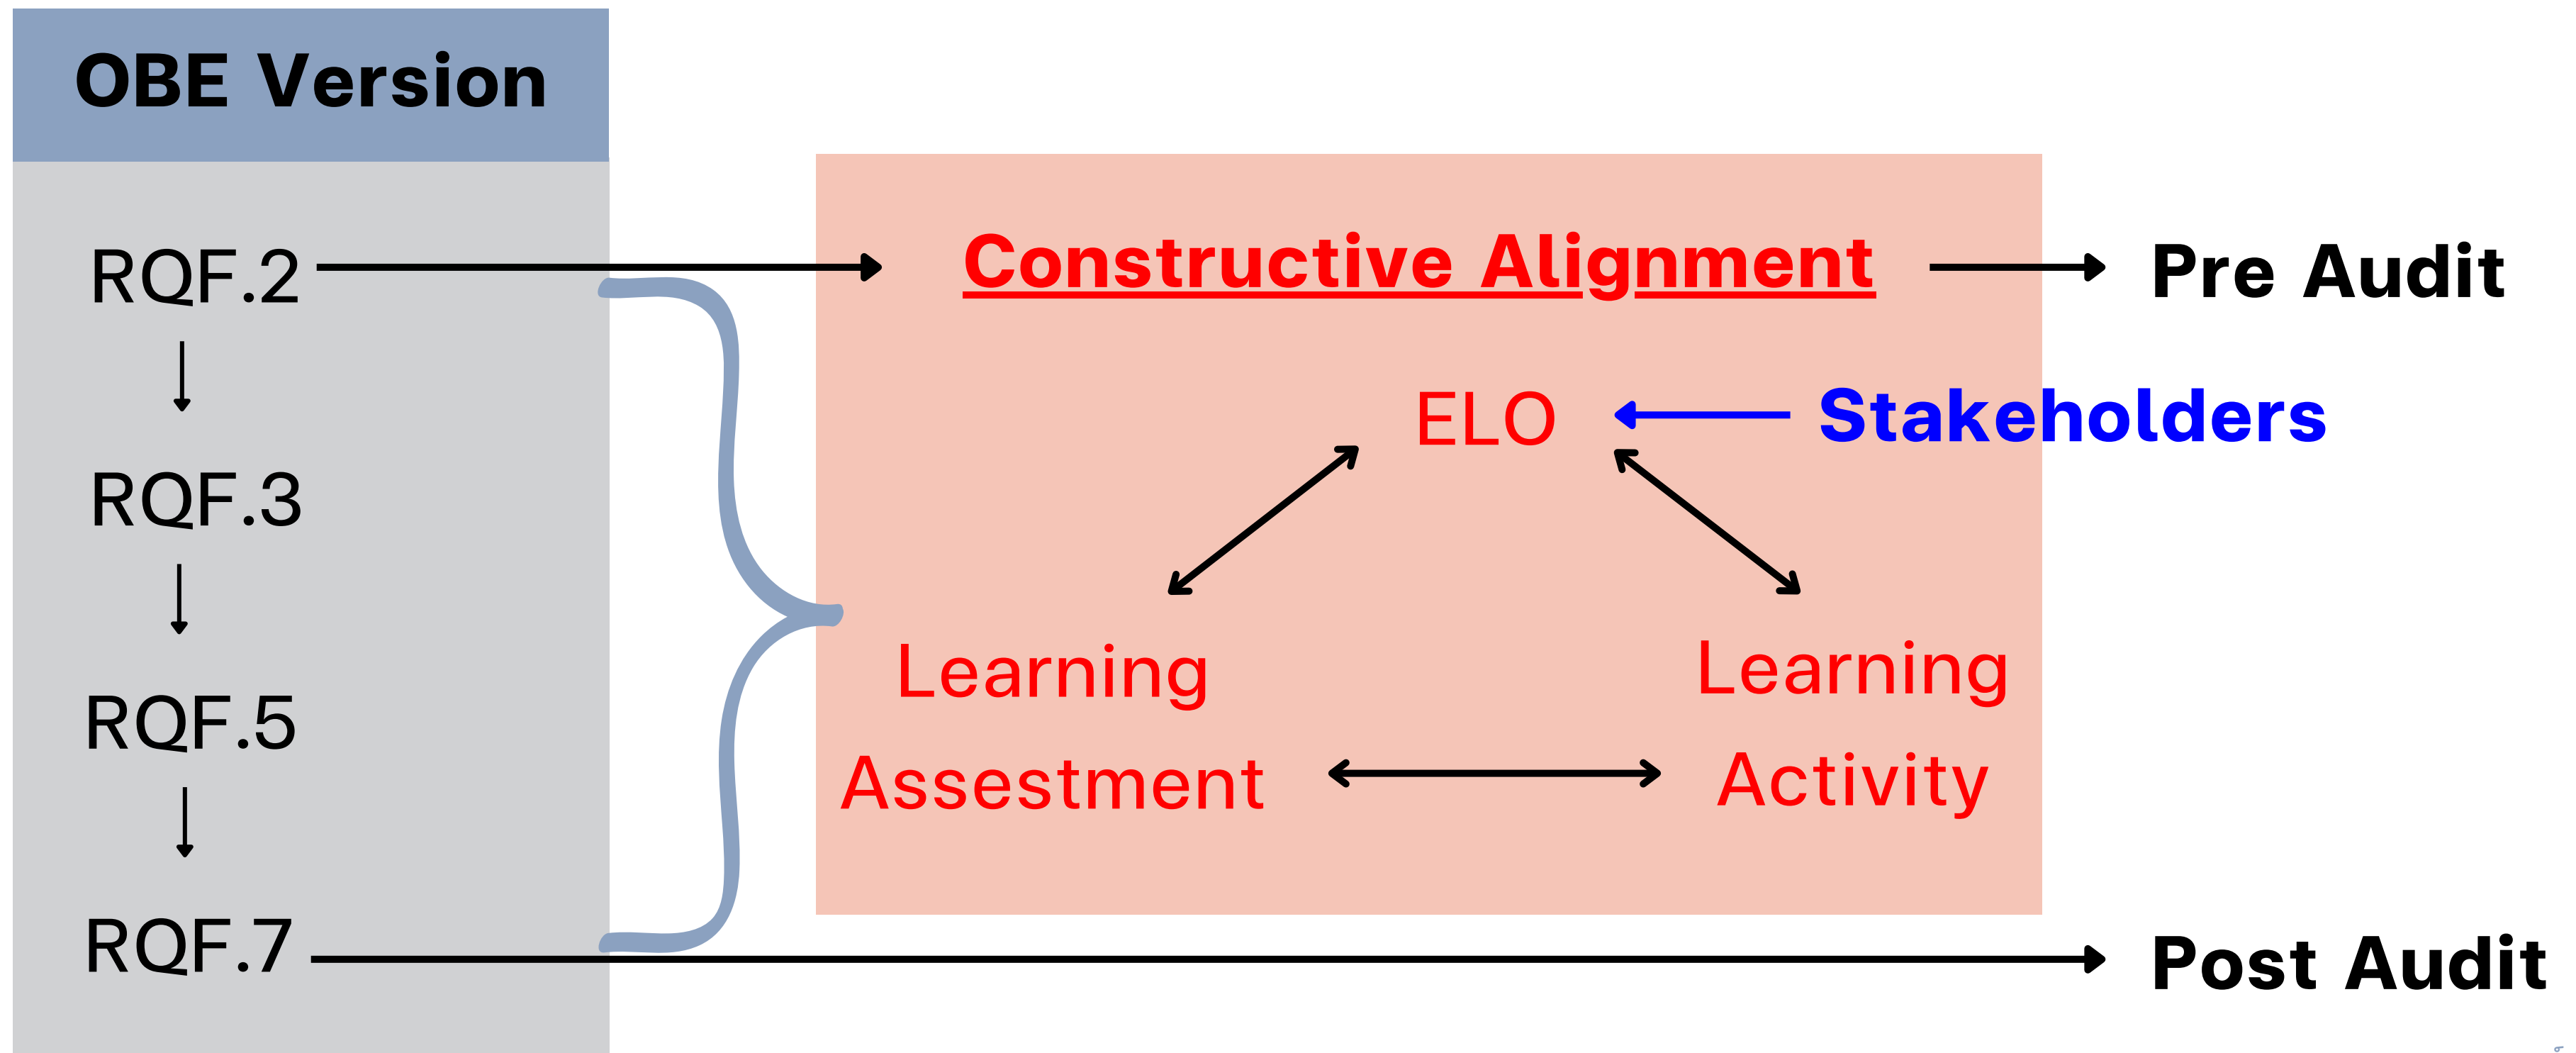 OBE Version
RQF.2
RQF.3
RQF.5
RQF.7
Constructive Alignment
Pre Audit
ELO
Stakeholders
Learning
Assestment
Learning
Activity
Post Audit